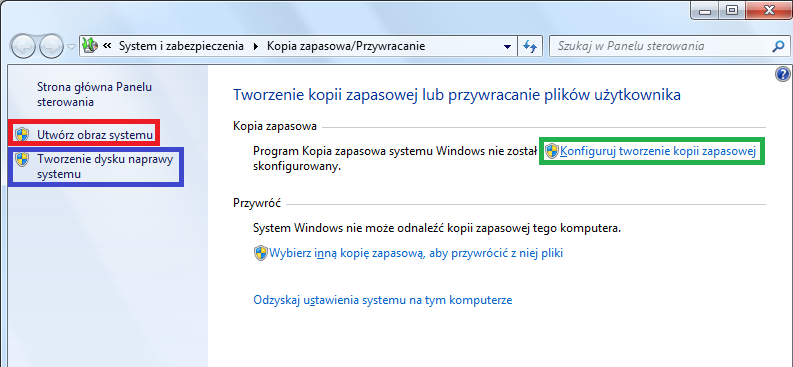 System i zabezpieczenia Kopia zapasowa/Przywracanie
Szukaj w Panelu sterowania
Strona główna Panelu
sterowania
Utwórz obraz systemu
Tworzenie dysku naprawy
systemu
Tworzenie kopii zapasowej lub przywracanie plików użytkownika
Kopia zapasowa
Program Kopia zapasowa systemu Windows nie został Konfiguruj tworzenie kopii zapasowej
skonfigurowany.
Przywróć
System Windows nie może odnaleźć kopii zapasowej tego komputera.
Wybierz inną kopię zapasową, aby przywrócić z niej pliki
Odzyskaj ustawienia systemu na tym komputerze